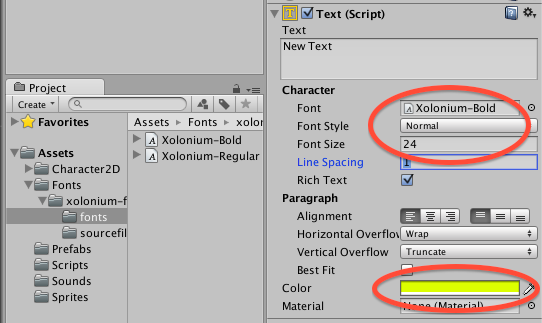 Project
Create
Favorites
Assets
Character2D
Fonts
xolonium-f
fonts
sourcefil
Prefabs
Scripts
Sounds
Sprites
Assets Fonts xolon
Xolonium-Bold
Xolonium-Regular
Text (Script)
Text
New Text
Character
Font Xolonium-Bold
Font Style Normal
Font Size 24
Line Spacing 1
Rich Text
Paragraph
Alignment
Horizontal Overflow Wrap
Vertical Overflow Truncate
Best Fit
Color
Material None (Material)